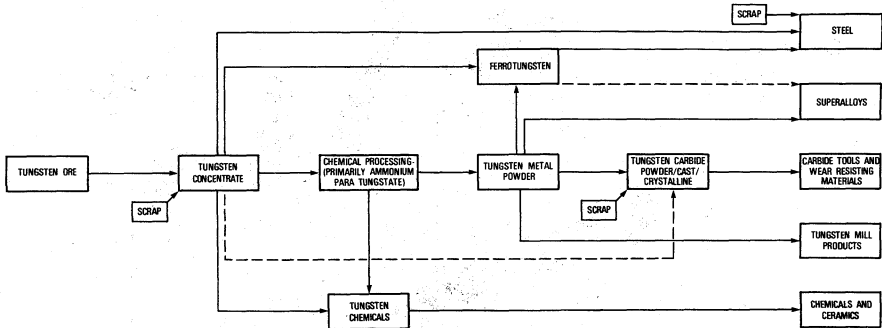 SCRAP
STEEL
FERROTUNGSTEN
SUPERALLOYS
TUNGSTEN ORE
TUNGSTEN
CONCENTRATE
CHEMICAL PROCESSING-
(PRIMARILY AMMONIUM
PARA TUNGSTATE)
TUNGSTEN METAL
POWDER
TUNGSTEN CARBIDE
POWDER/CAST/
CRYSTALLINE
CARBIDE TOOLS AND
WEAR RESISTING
MATERIALS
SCRAP
SCRAP
TUNGSTEN MILL
PRODUCTS
TUNGSTEN
CHEMICALS
CHEMICALS AND
CERAMICS